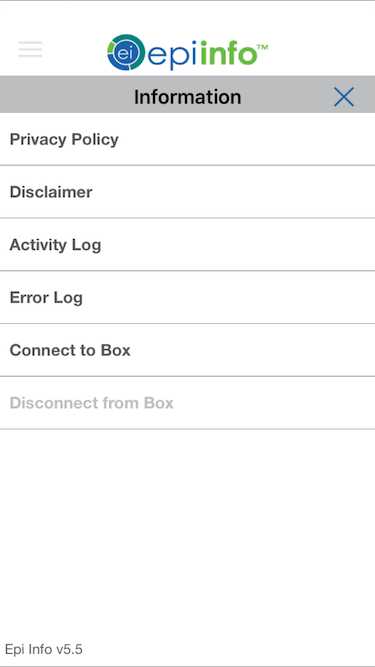 ei epiinfo™
Information
Privacy Policy
Disclaimer
Activity Log
Error Log
Connect to Box
Disconnect from Box
Epi Info v5.5